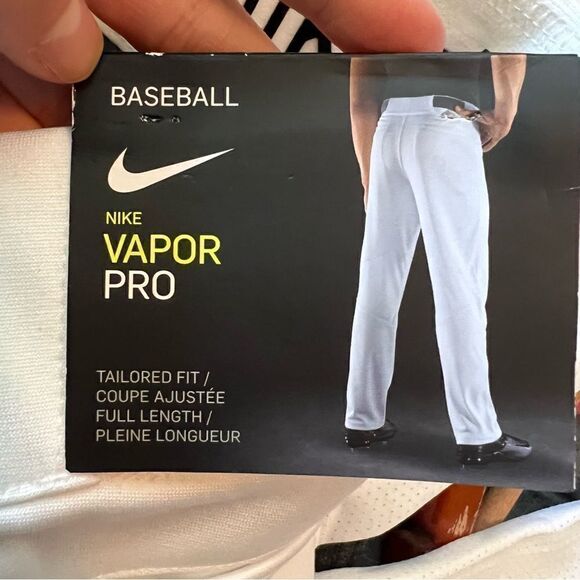 BASEBALL
NIKE
VAPOR
PRO
TAILORED FIT /
COUPE AJUSTÉE
FULL LENGTH /
PLEINE LONGUEUR